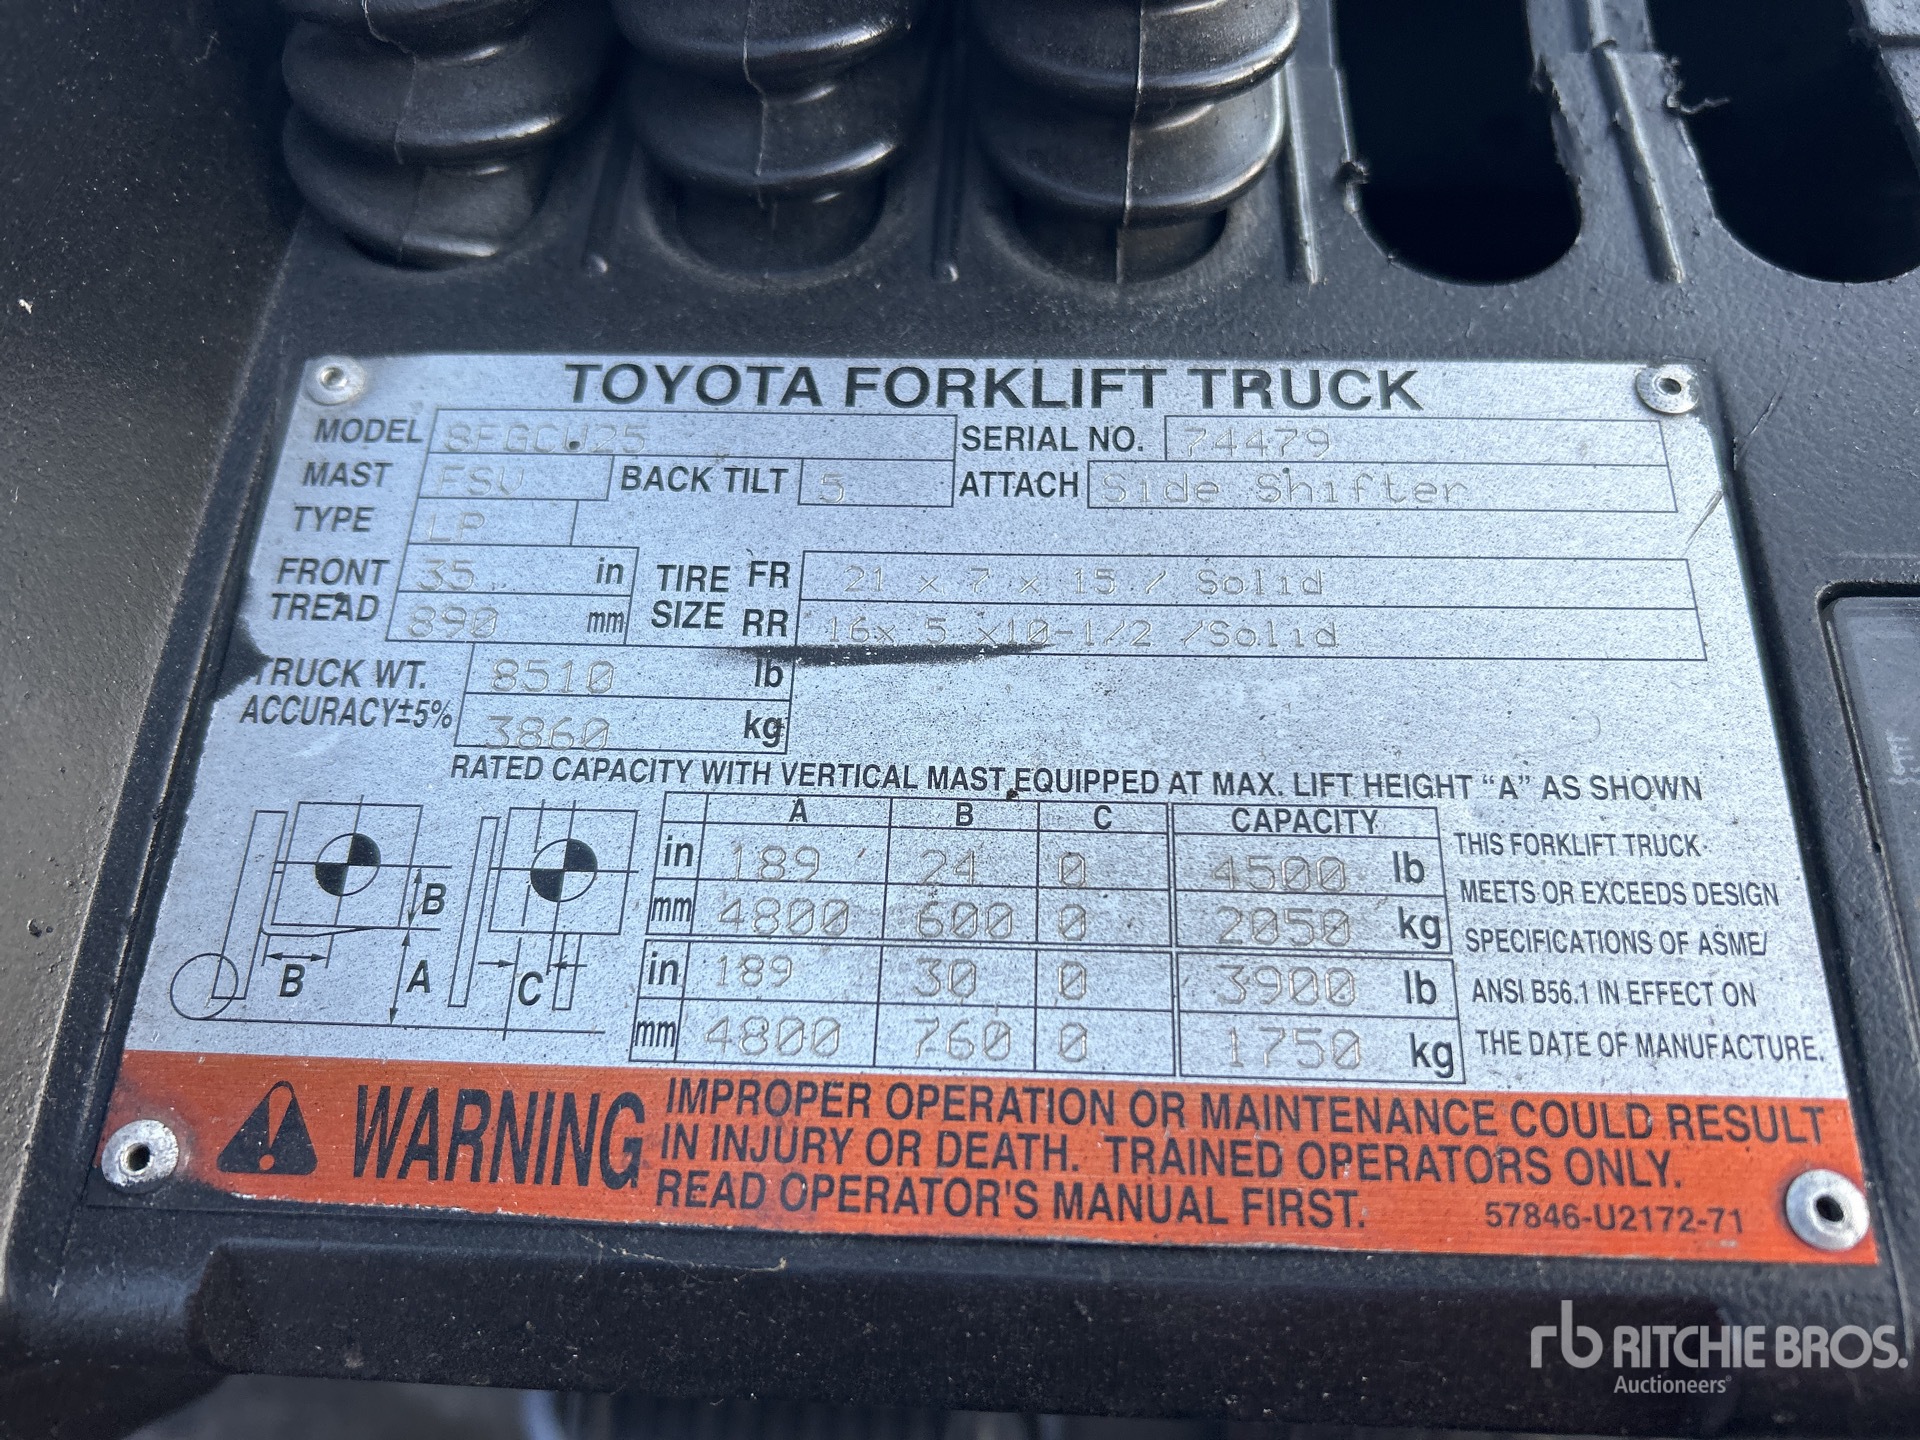 TOYOTA FORKLIFT TRUCK
MODEL 8FGCU25 SERIAL NO. 74479
MAST FSV BACK TILT 5 ATTACH Side Shifter
TYPE LP
FRONT TREAD 35 in TIRE SIZE FR 21 x 7 x 15 / Solid
890 mm RR 16x 5 x10-1/2 /Solid
TRUCK WT. 8510 lb
ACCURACY±5% 3860 kg
RATED CAPACITY WITH VERTICAL MAST EQUIPPED AT MAX. LIFT HEIGHT "A" AS SHOWN
A B C CAPACITY
in 189 24 0 4500 lb
mm 4800 600 0 2050 kg
in 189 30 0 3900 lb
mm 4800 760 0 1750 kg
B
B A C
THIS FORKLIFT TRUCK
MEETS OR EXCEEDS DESIGN
SPECIFICATIONS OF ASME/
ANSI B56.1 IN EFFECT ON
THE DATE OF MANUFACTURE.
WARNING
IMPROPER OPERATION OR MAINTENANCE COULD RESULT
IN INJURY OR DEATH. TRAINED OPERATORS ONLY.
READ OPERATOR'S MANUAL FIRST. 57846-U2172-71
rb RITCHIE BROS.
Auctioneers